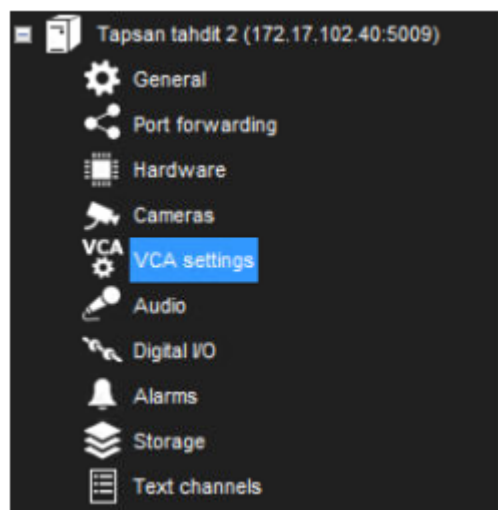 Tapsan tahdit 2 (172.17.102.40:5009)
General
Port forwarding
Hardware
Cameras
VCA
VCA settings
Audio
Digital I/O
Alarms
Storage
Text channels